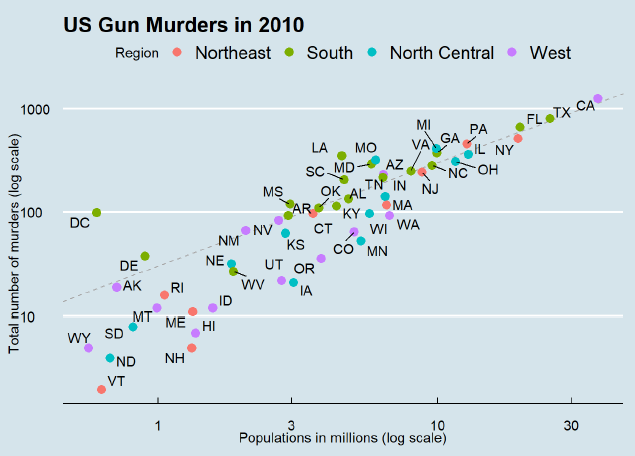 US Gun Murders in 2010
Region Northeast South North Central West
Total number of murders (log scale)
1000
100
10
CA
TX
FL
MI
GA
PA
NY
IL
VA
OH
NC
NJ
LA
MO
MD
AZ
SC
TN
IN
MS
OK
AL
AR
MA
KY
CT
WA
WI
DC
NM
NV
KS
CO
MN
DE
NE
WV
UT
OR
IA
AK
RI
MT
ME
ID
HI
SD
WY
ND
NH
VT
1 3 10 30
Populations in millions (log scale)